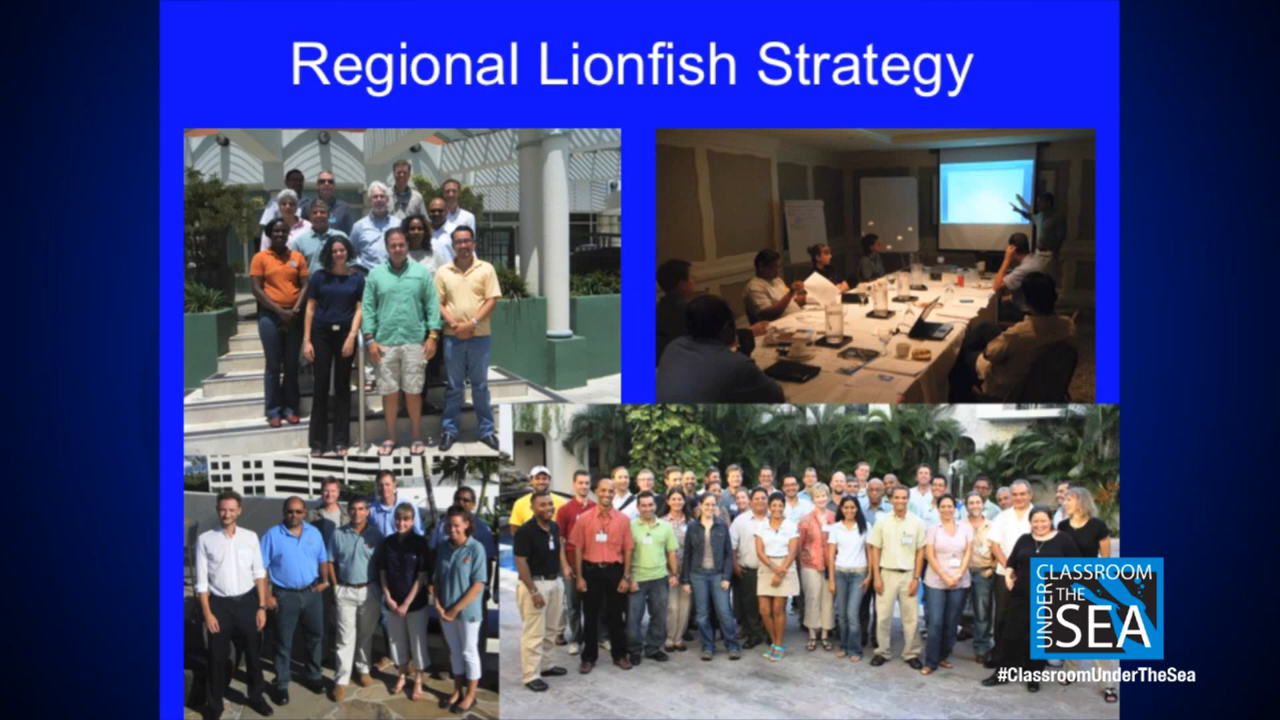 Regional Lionfish Strategy
CLASSROOM
UNDER
THE
SEA
#ClassroomUnderTheSea